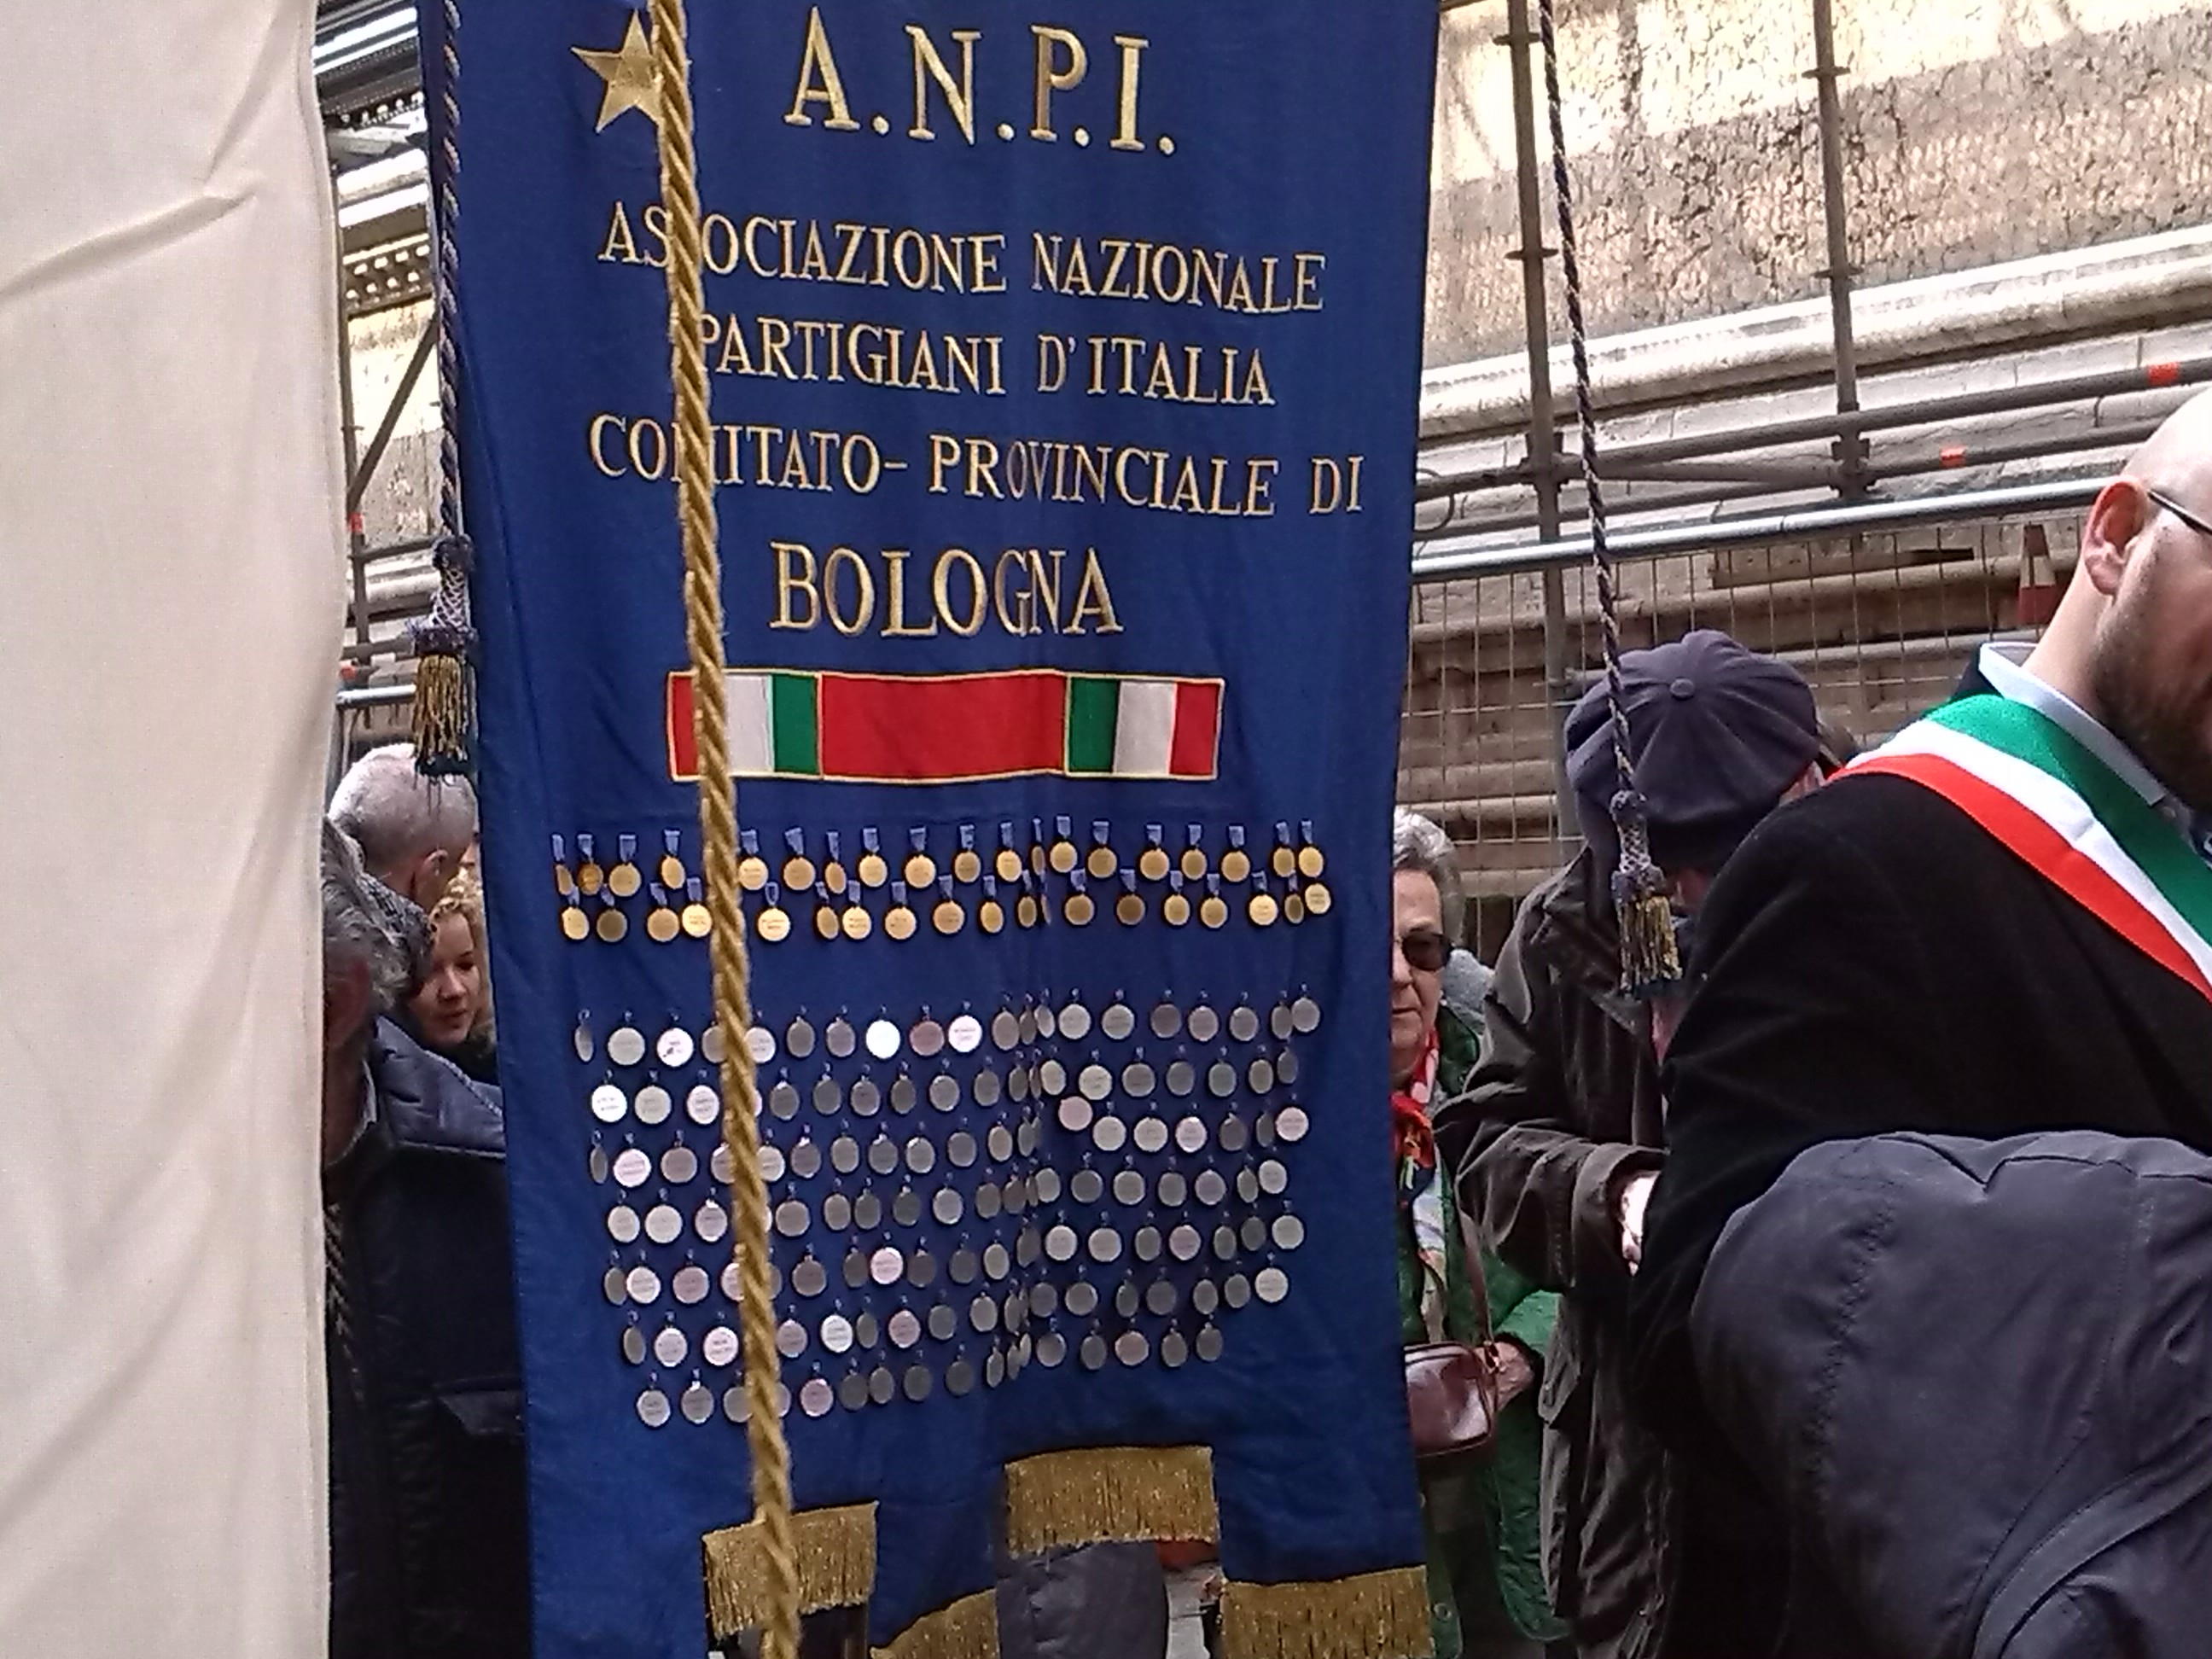 A.N.P.I.
ASSOCIAZIONE NAZIONALE
PARTIGIANI D'ITALIA
COMITATO- PROVINCIALE DI
BOLOGNA